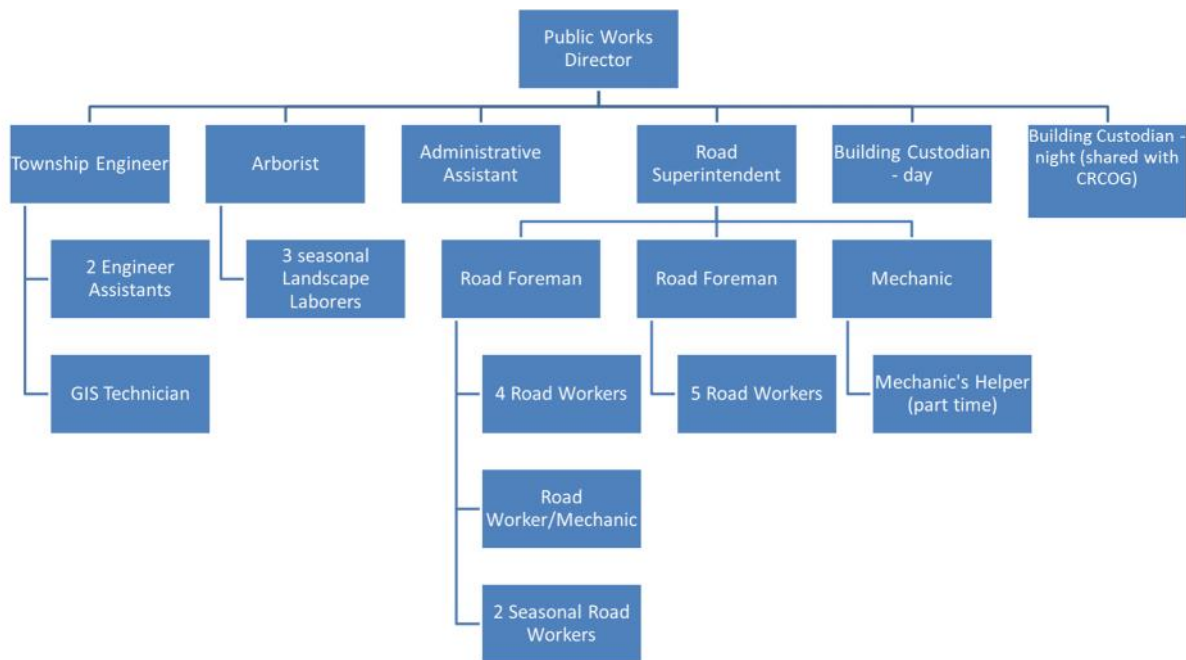 Public Works
Director
Township Engineer
Arborist
Administrative
Assistant
Road
Superintendent
Building Custodian
- day
Building Custodian -
night (shared with
CRCOG)
2 Engineer
Assistants
3 seasonal
Landscape
Laborers
Road Foreman
Road Foreman
Mechanic
GIS Technician
4 Road Workers
5 Road Workers
Mechanic's Helper
(part time)
Road
Worker/Mechanic
2 Seasonal Road
Workers